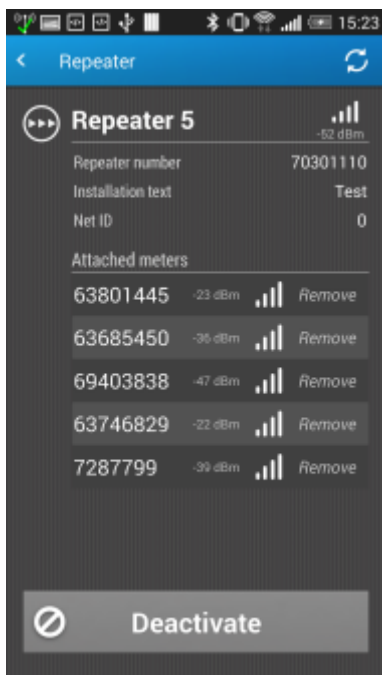 15:23
Repeater
Repeater 5
-52 dBm
Repeater number 70301110
Installation text Test
Net ID 0
Attached meters
63801445 -23 dBm Remove
63685450 -36 dBm Remove
69403838 -47 dBm Remove
63746829 -22 dBm Remove
7287799 -39 dBm Remove
Deactivate